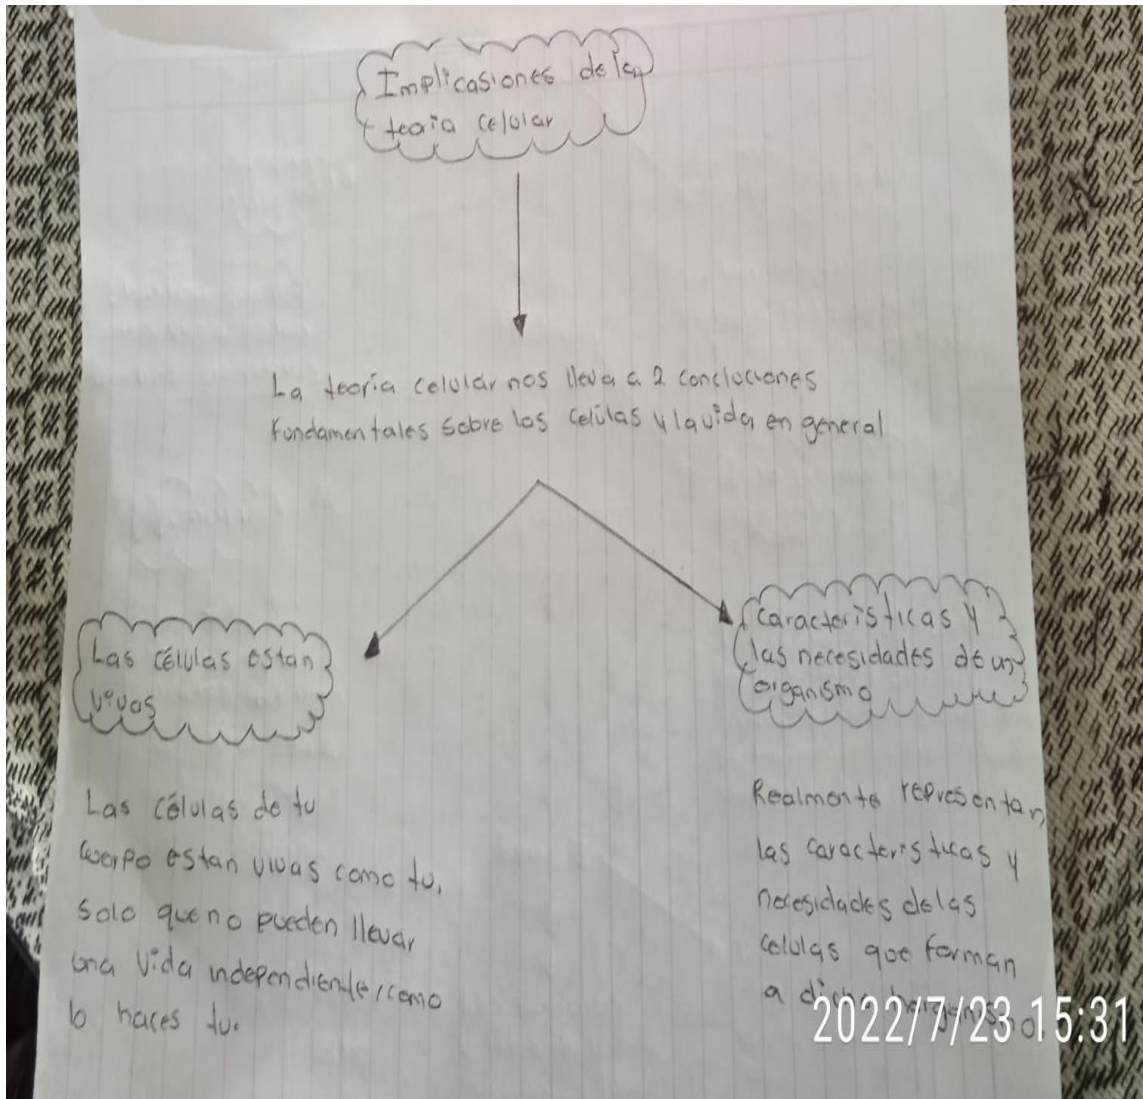 Implicasiones de la
teoria celular
La teoría celular nos lleva a 2 conclociones
fundamentales sobre las celúlas y la vida en general
Las células estan
vivas
caracteristicas y
las necesidades de un
organismo
Las células de tu
cuerpo estan vivas como tu,
solo que no pueden llevar
una vida independiente, como
lo haces tu.
Realmente representan
las caracteristicas y
necesidades de las
celulas que forman
a dicho
2022/7/23 15:31